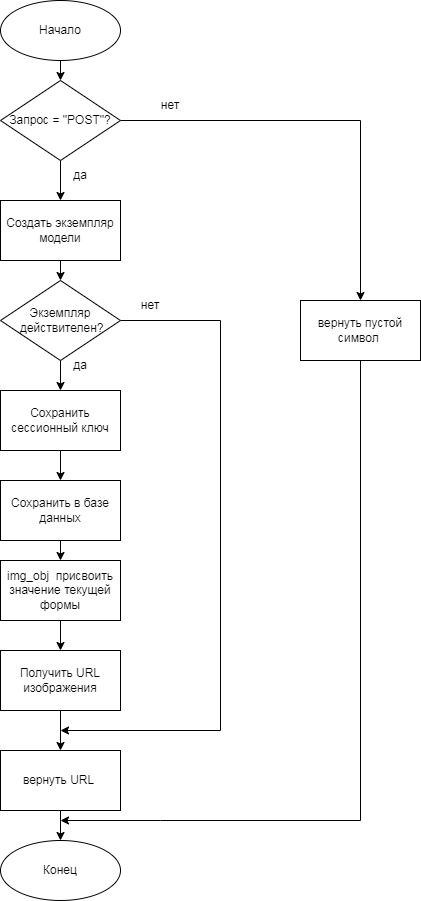 Начало
нет
Запрос = "POST"?
да
Создать экземпляр
модели
Экземпляр
действителен?
нет
вернуть пустой
символ
да
Сохранить
сессионный ключ
Сохранить в базе
данных
img_obj присвоить
значение текущей
формы
Получить URL
изображения
вернуть URL
Конец